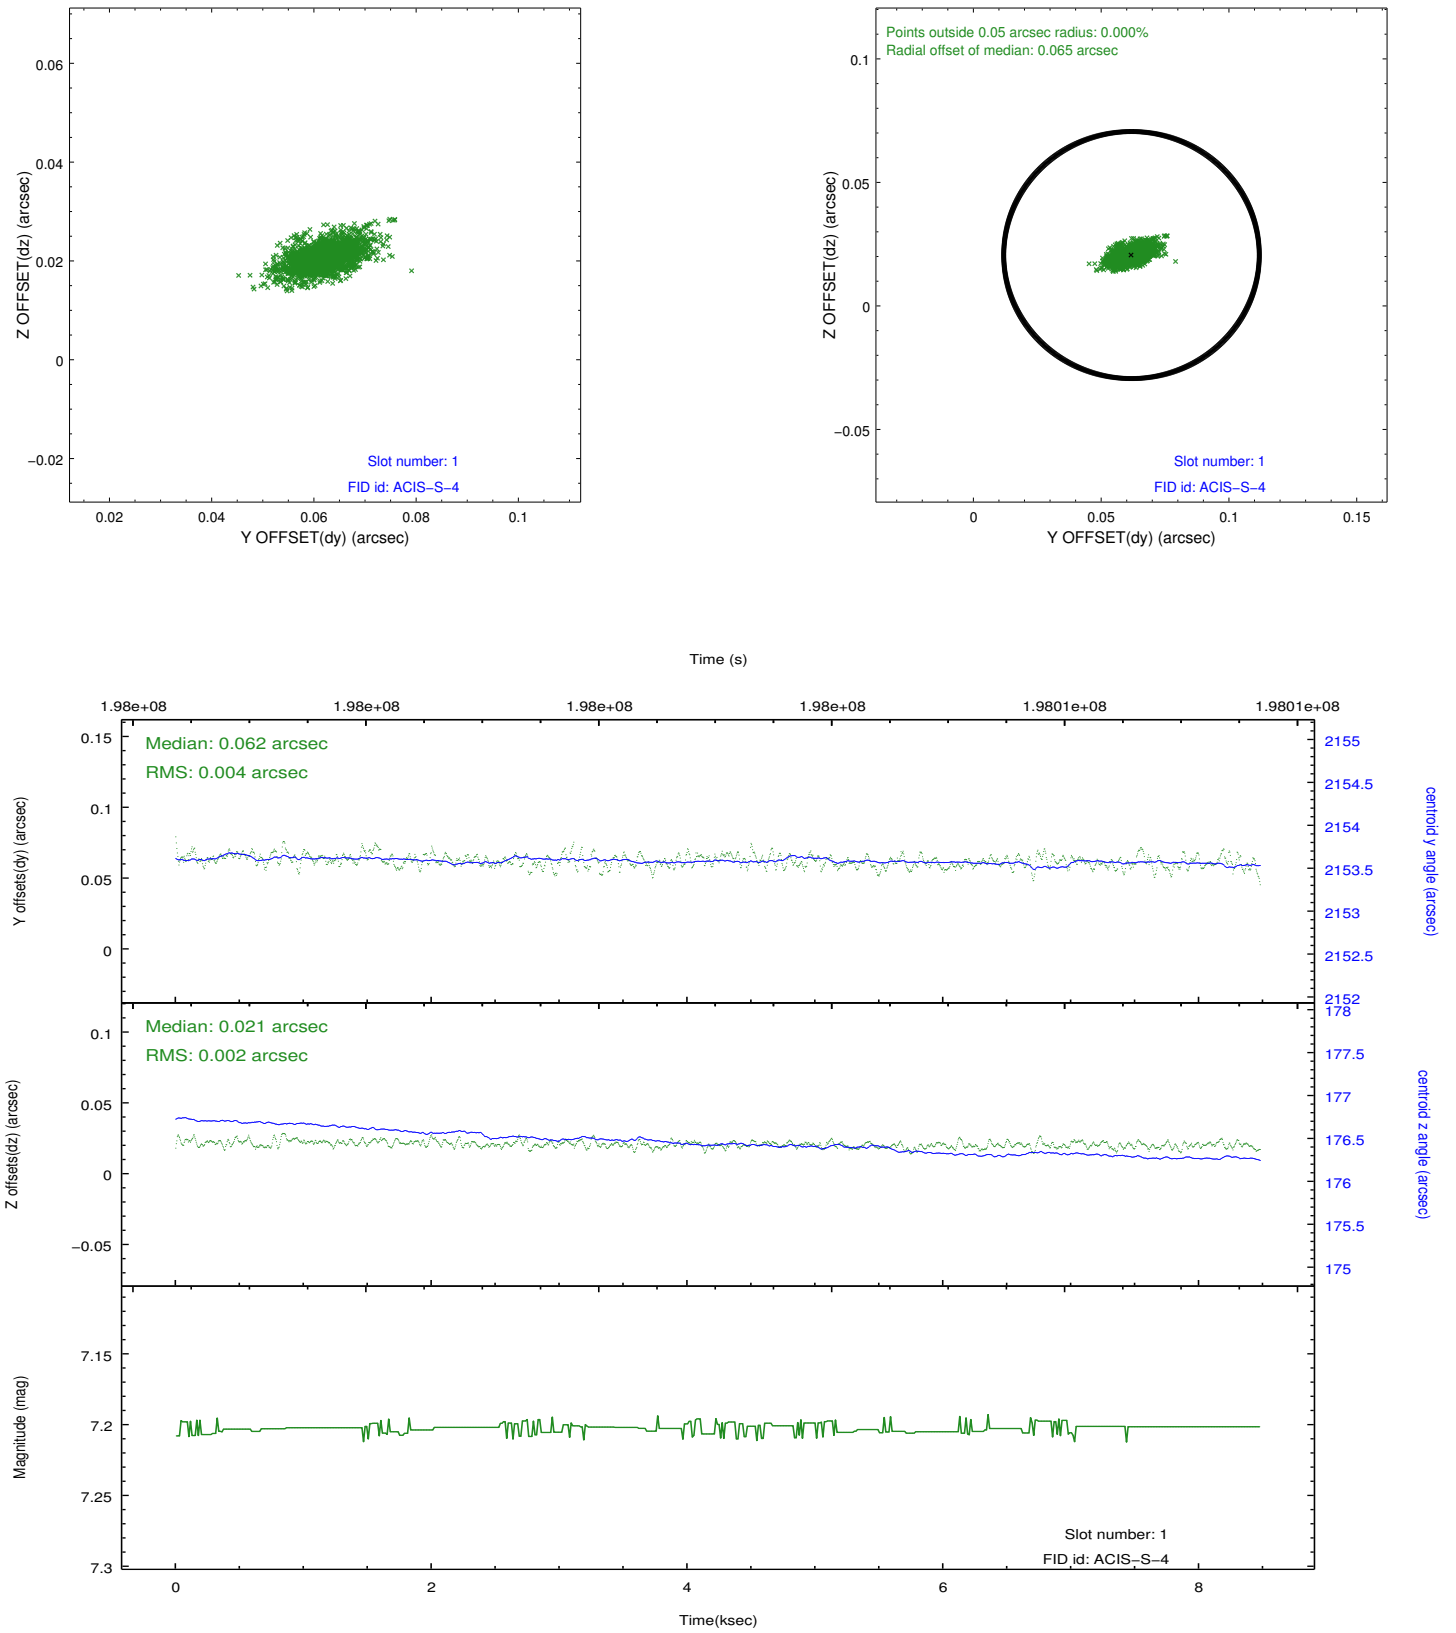 0.06
0.04
0.02
0
−0.02
Z OFFSET(dz) (arcsec)
Slot number: 1
FID id: ACIS−S−4
0.02 0.04 0.06 0.08 0.1
Y OFFSET(dy) (arcsec)
Points outside 0.05 arcsec radius: 0.000%
Radial offset of median: 0.065 arcsec
0.1
0.05
0
−0.05
Z OFFSET(dz) (arcsec)
Slot number: 1
FID id: ACIS−S−4
0 0.05 0.1 0.15
Y OFFSET(dy) (arcsec)
Time (s)
1.98e+08 1.98e+08 1.98e+08 1.98e+08 1.9801e+08 1.9801e+08
Median: 0.062 arcsec
RMS: 0.004 arcsec
0.15
0.1
0.05
0
Y offsets(dy) (arcsec)
2155
2154.5
2154
2153.5
2153
2152.5
2152
centroid y angle (arcsec)
Median: 0.021 arcsec
RMS: 0.002 arcsec
0.1
0.05
0
−0.05
Z offsets(dz) (arcsec)
178
177.5
177
176.5
176
175.5
175
centroid z angle (arcsec)
7.15
7.2
7.25
7.3
Magnitude (mag)
Slot number: 1
FID id: ACIS−S−4
0 2 4 6 8
Time(ksec)